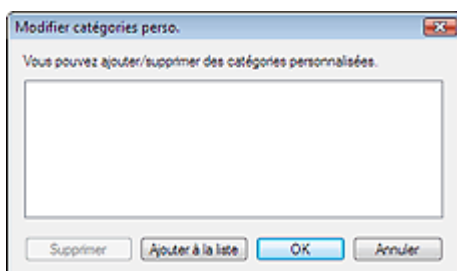 Modifier catégories perso.
Vous pouvez ajouter/supprimer des catégories personnalisées.
Supprimer Ajouter à la liste OK Annuler